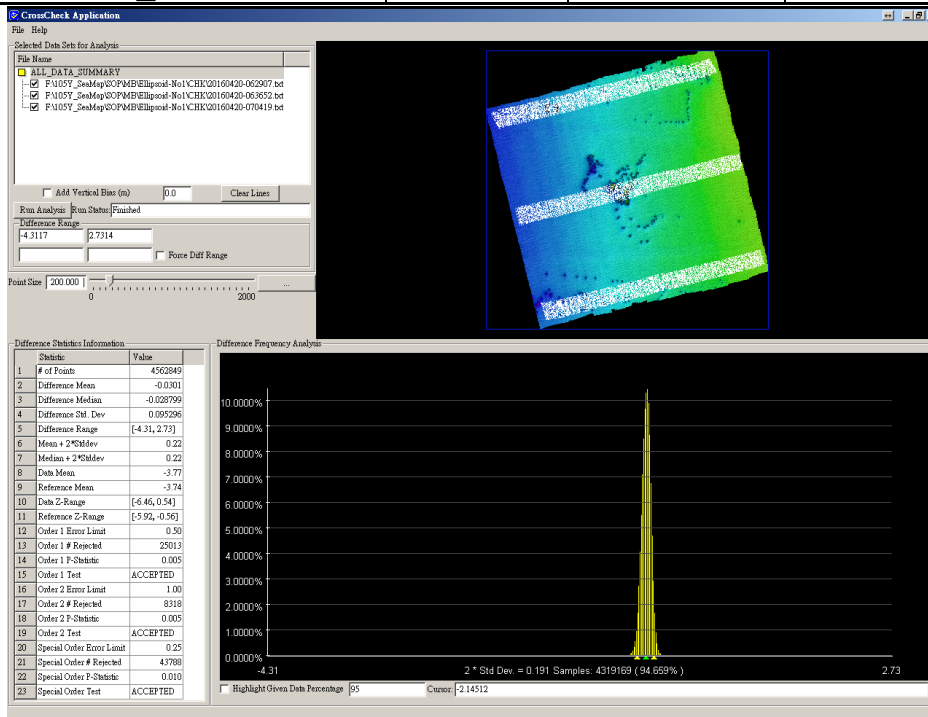 CrossCheck Application
File Help
Selected Data Sets for Analysis
File Name
ALL_DATA_SUMMARY
F:\105Y_SeaMap\SOP\MB\Ellipsoid-No1\CHK\20160420-062907.txt
F:\105Y_SeaMap\SOP\MB\Ellipsoid-No1\CHK\20160420-063652.txt
F:\105Y_SeaMap\SOP\MB\Ellipsoid-No1\CHK\20160420-070419.txt
Add Vertical Bias (m) 0.0 Clear Lines
Run Analysis Run Status: Finished
Difference Range
-4.3117 2.7314
Force Diff Range
Point Size 200.000 ...
0 2000
Difference Statistics Information
Statistic Value
1 # of Points 4562849
2 Difference Mean -0.0301
3 Difference Median -0.028799
4 Difference Std. Dev 0.095296
5 Difference Range [-4.31, 2.73]
6 Mean + 2*Stddev 0.22
7 Median + 2*Stddev 0.22
8 Data Mean -3.77
9 Reference Mean -3.74
10 Data Z-Range [-6.46, 0.54]
11 Reference Z-Range [-5.92, -0.56]
12 Order 1 Error Limit 0.50
13 Order 1 # Rejected 25013
14 Order 1 P-Statistic 0.005
15 Order 1 Test ACCEPTED
16 Order 2 Error Limit 1.00
17 Order 2 # Rejected 8318
18 Order 2 P-Statistic 0.005
19 Order 2 Test ACCEPTED
20 Special Order Error Limit 0.25
21 Special Order # Rejected 43788
22 Special Order P-Statistic 0.010
23 Special Order Test ACCEPTED
Difference Frequency Analysis
10.0000%
9.0000%
8.0000%
7.0000%
6.0000%
5.0000%
4.0000%
3.0000%
2.0000%
1.0000%
0.0000%
-4.31 2 * Std Dev. = 0.191 Samples: 4319169 ( 94.659% ) 2.73
Highlight Given Data Percentage 95 Cursor: -2.14512